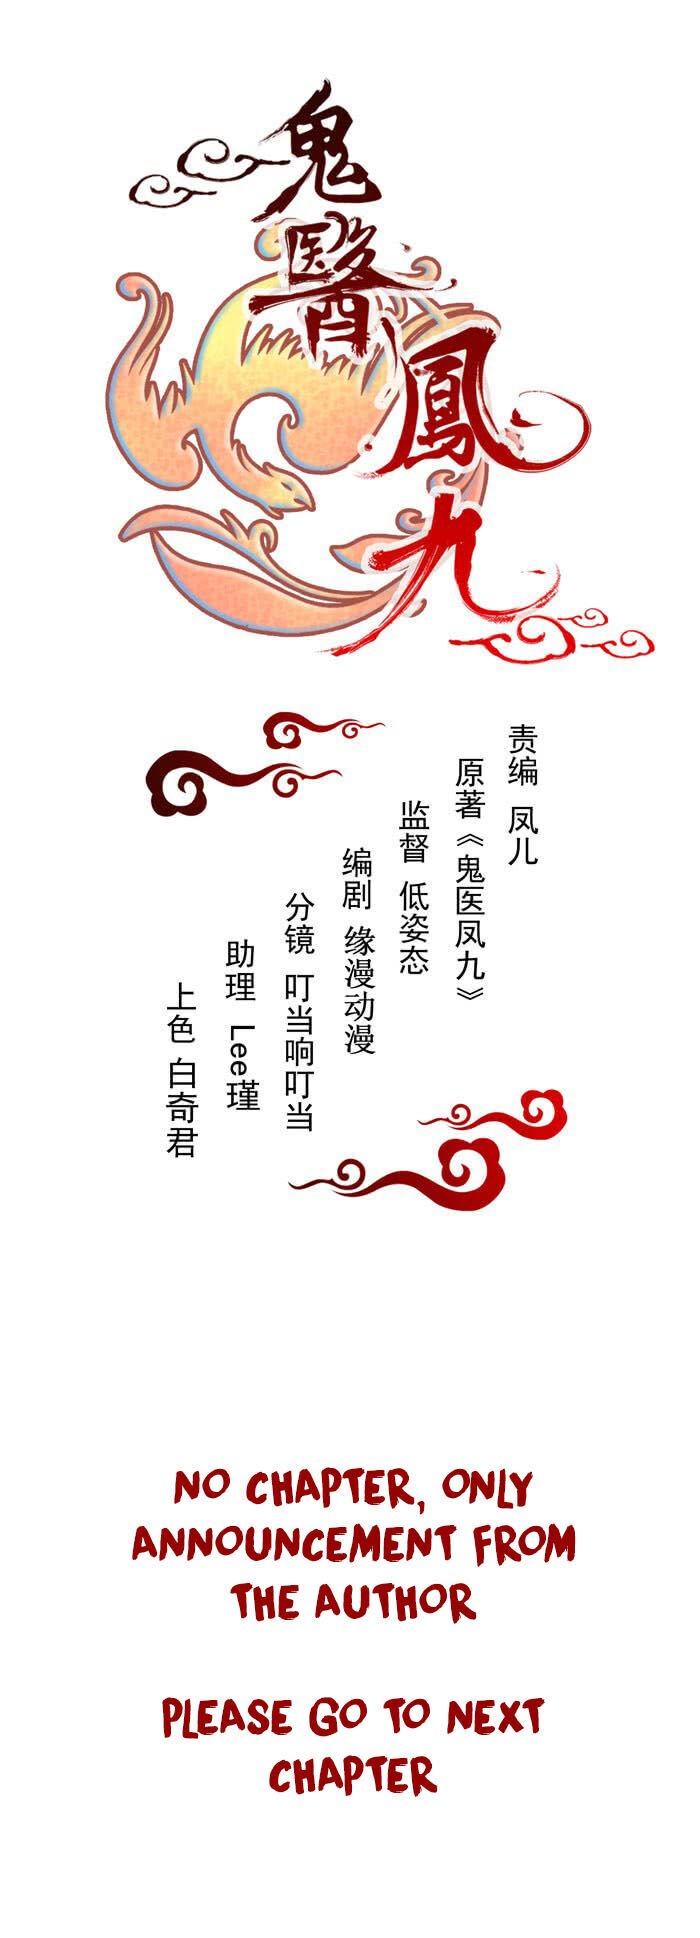 鬼
醫
鳳
九
责编 凤儿
原著《鬼医凤九》
监督 低姿态
编剧 缘漫动漫
分镜 叮当响叮当
助理 Lee瑾
上色 白奇君
NO CHAPTER, ONLY
ANNOUNCEMENT FROM
THE AUTHOR
PLEASE GO TO NEXT
CHAPTER